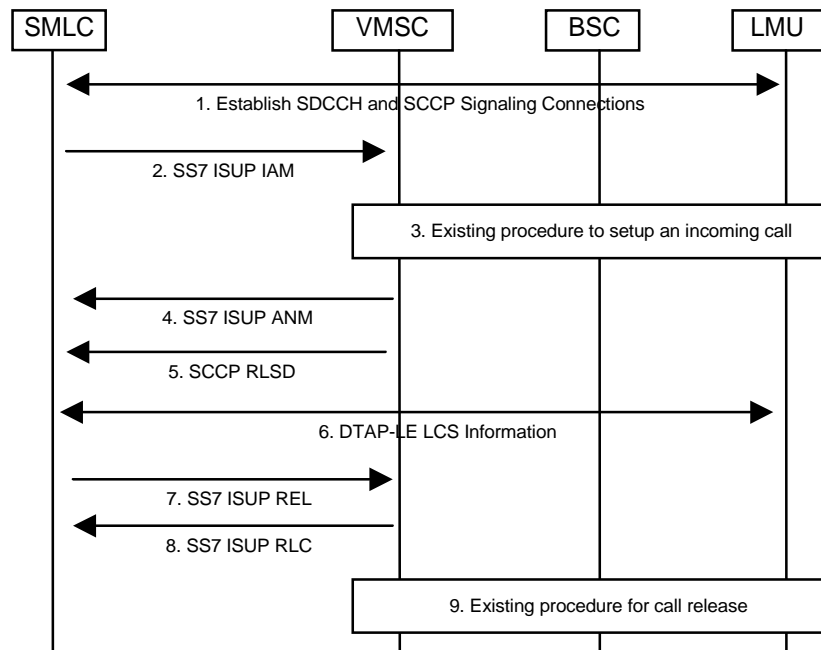 SMLC VMSC BSC LMU
1. Establish SDCCH and SCCP Signaling Connections
2. SS7 ISUP IAM
3. Existing procedure to setup an incoming call
4. SS7 ISUP ANM
5. SCCP RLSD
6. DTAP-LE LCS Information
7. SS7 ISUP REL
8. SS7 ISUP RLC
9. Existing procedure for call release